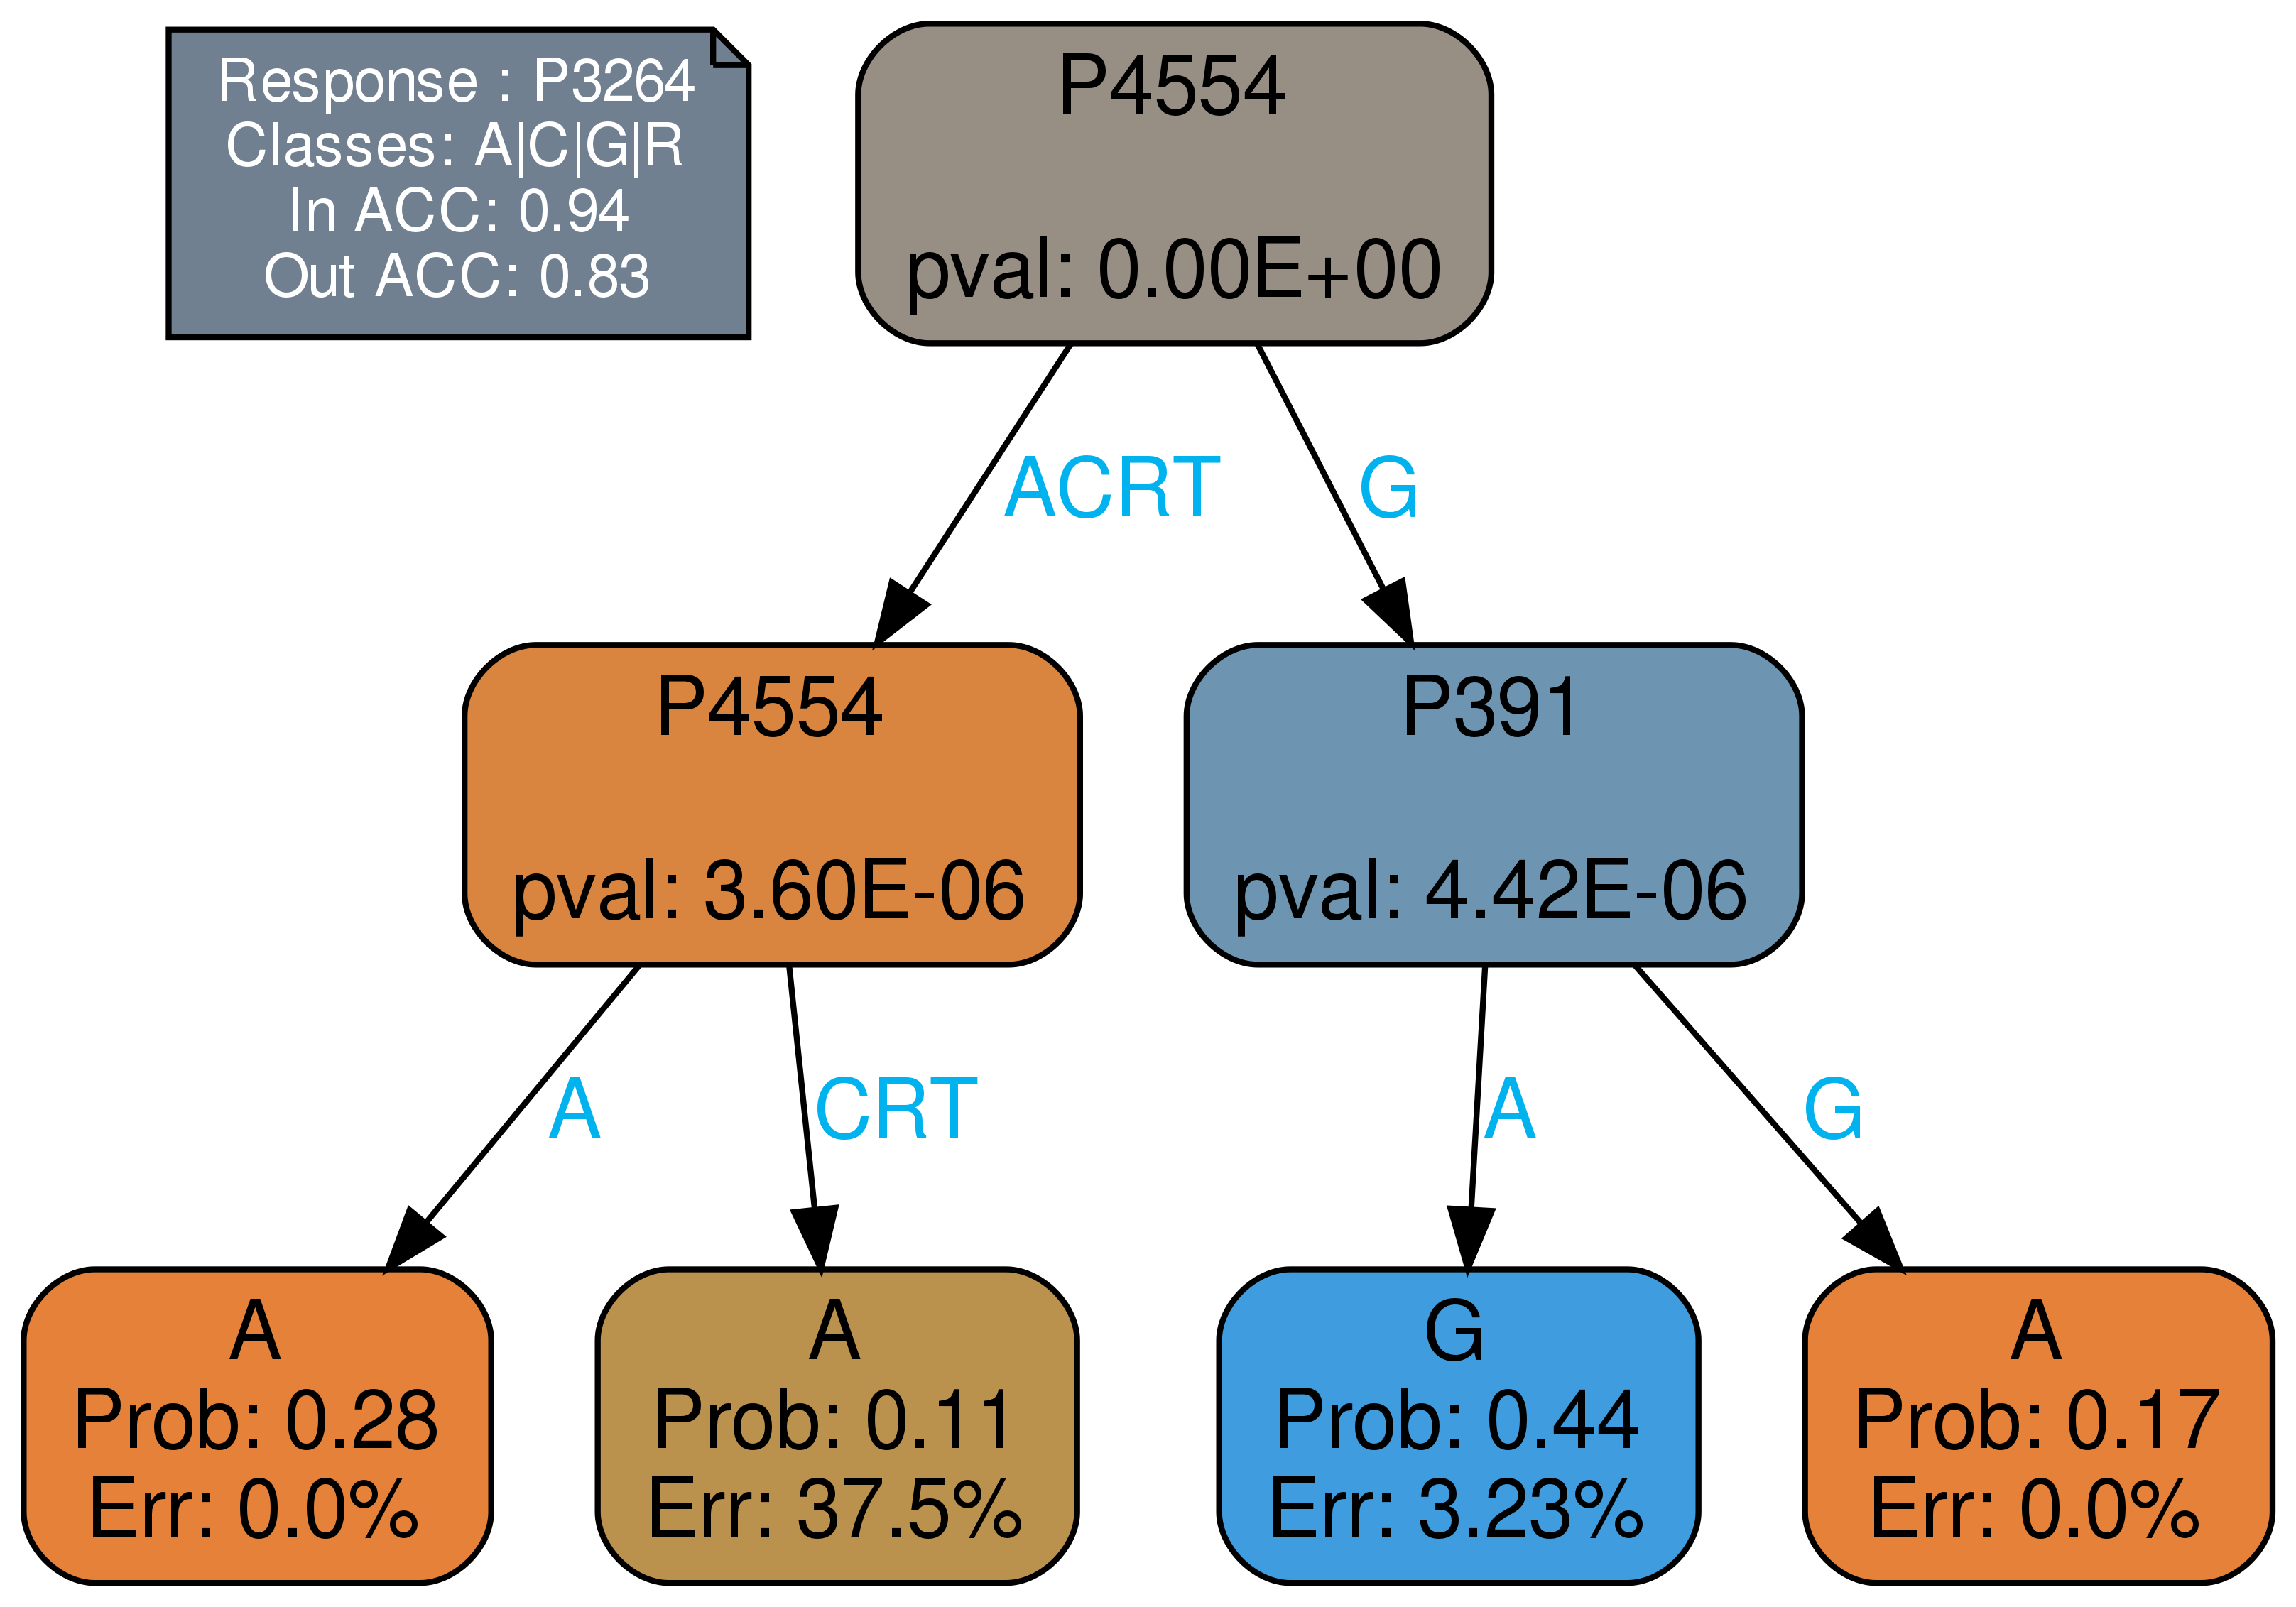 Response : P3264
Classes: A|C|G|R
In ACC: 0.94
Out ACC: 0.83
P4554
pval: 0.00E+00
ACRT
G
P4554
pval: 3.60E-06
P391
pval: 4.42E-06
A
CRT
A
G
A
Prob: 0.28
Err: 0.0%
A
Prob: 0.11
Err: 37.5%
G
Prob: 0.44
Err: 3.23%
A
Prob: 0.17
Err: 0.0%